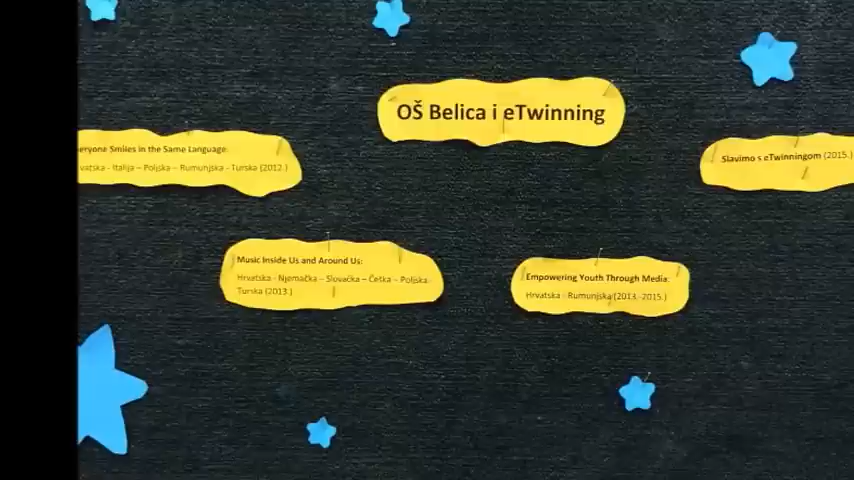 OŠ Belica i eTwinning
eryone Smiles in the Same Language:
vatska - Italija – Poljska – Rumunjska - Turska (2012.)
Slavimo s eTwinningom (2015.)
Music Inside Us and Around Us:
Hrvatska - Njemačka – Slovačka – Češka – Poljska-
Turska (2013.)
Empowering Youth Through Media:
Hrvatska - Rumunjska (2013.-2015.)